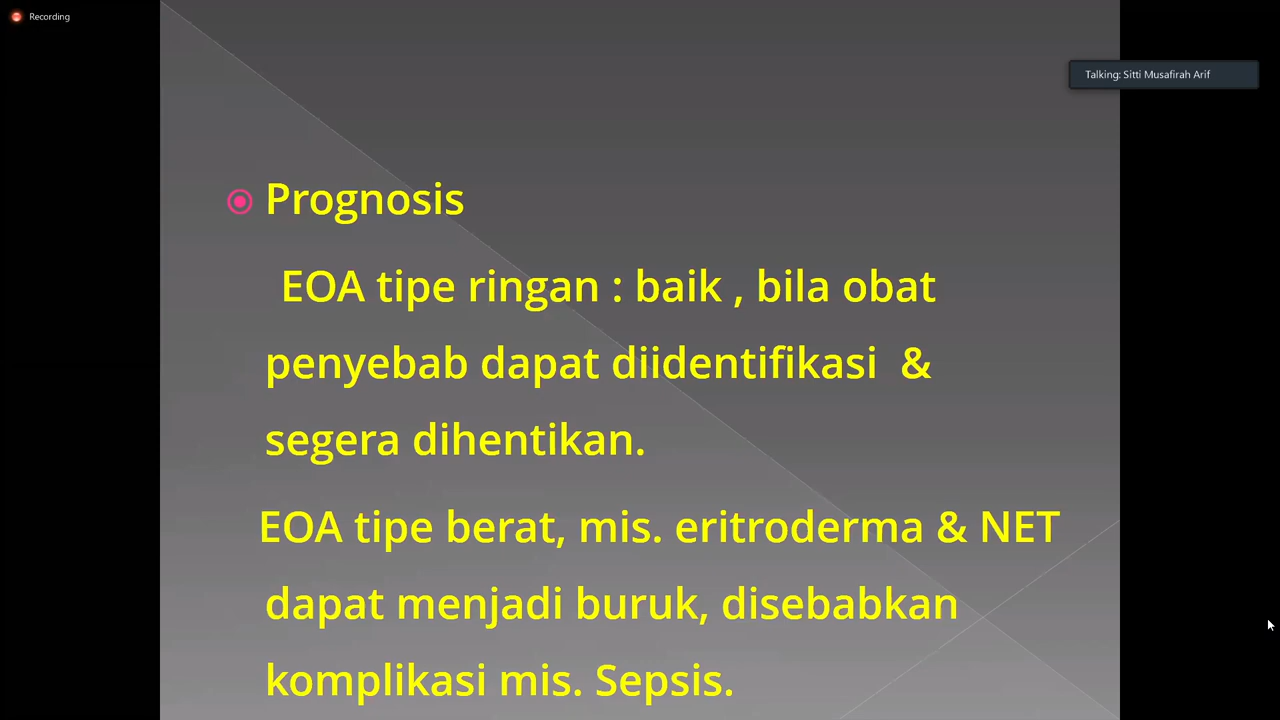 Recording
Talking: Sitti Musafirah Arif
Prognosis
EOA tipe ringan : baik , bila obat
penyebab dapat diidentifikasi &
segera dihentikan.
EOA tipe berat, mis. eritroderma & NET
dapat menjadi buruk, disebabkan
komplikasi mis. Sepsis.